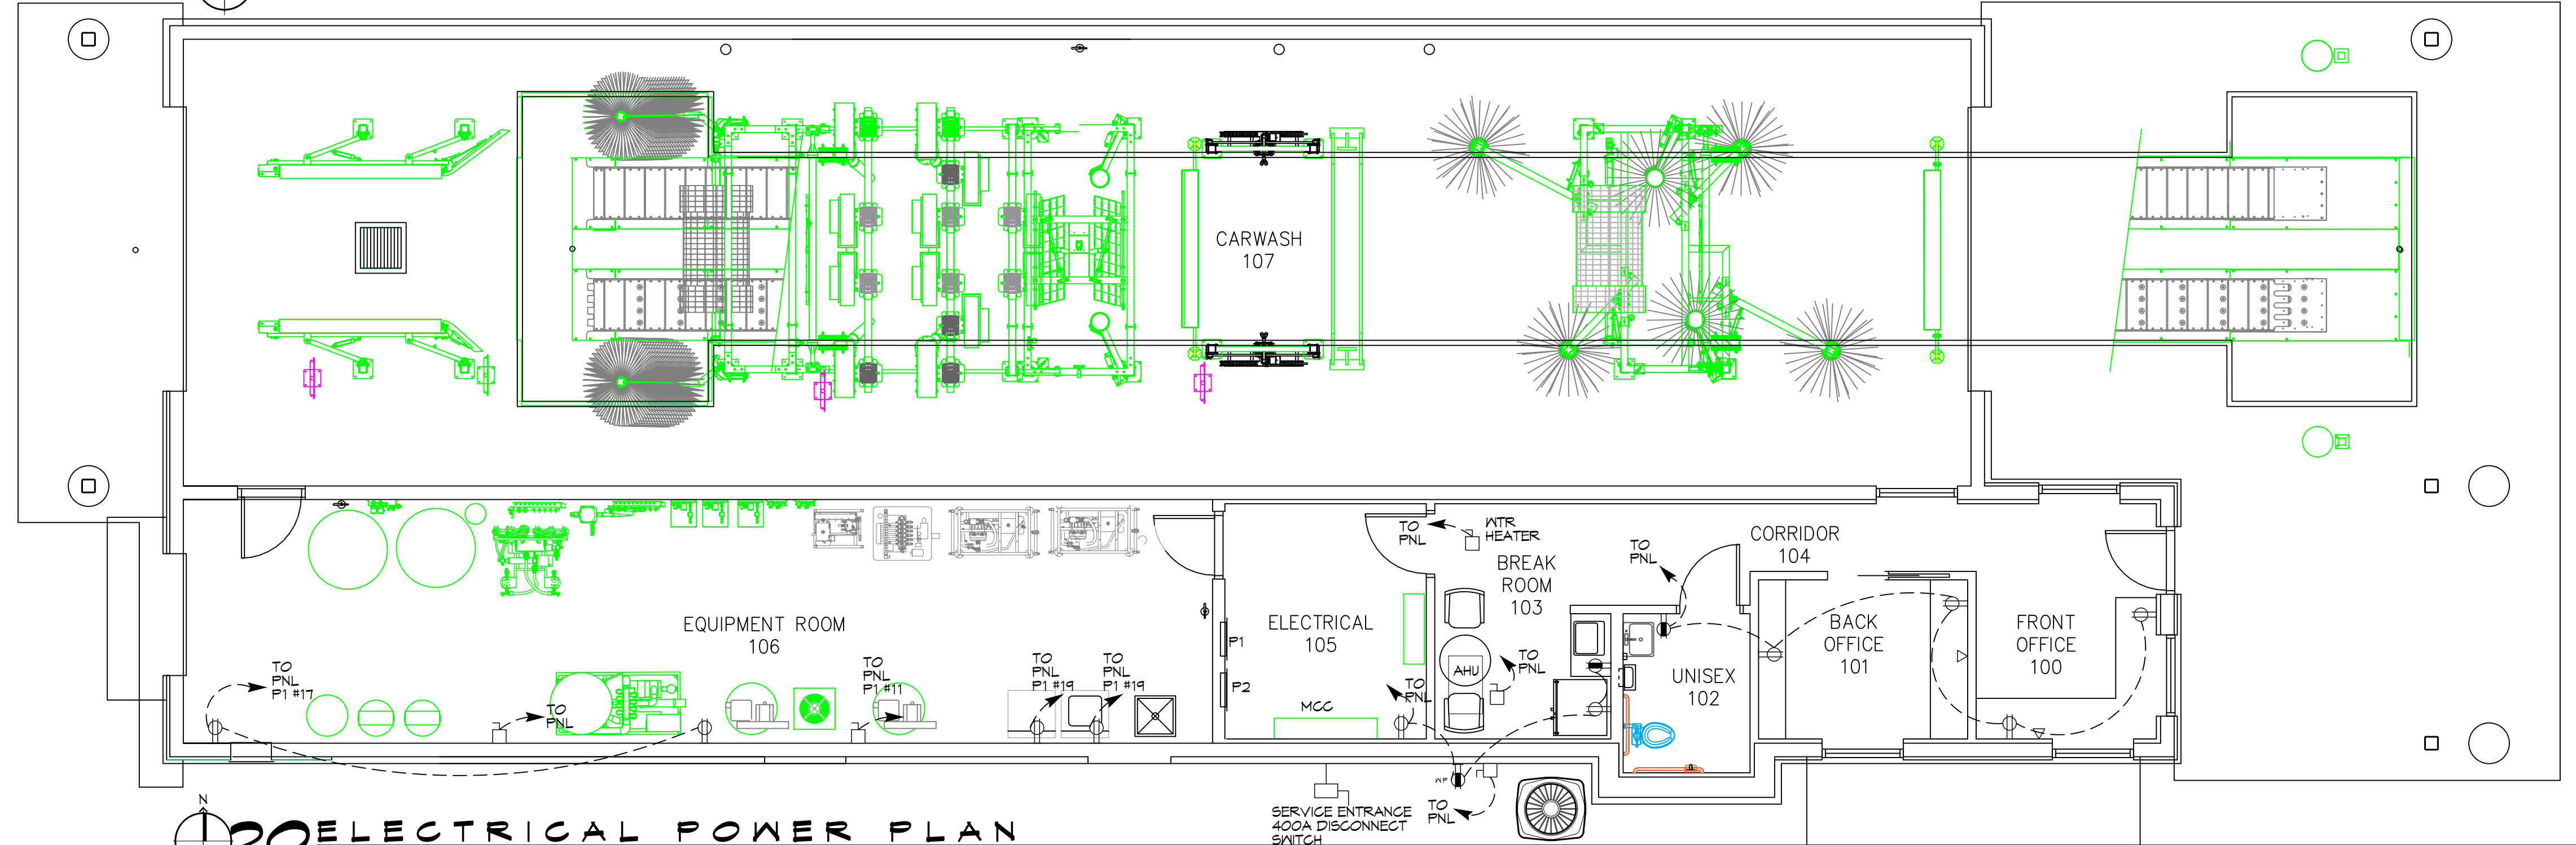 CARWASH
107
TO
PNL
WTR
HEATER
BREAK
ROOM
103
TO
PNL
CORRIDOR
104
EQUIPMENT ROOM
106
P1
P2
ELECTRICAL
105
MCC
AHU
TO
PNL
TO
PNL
UNISEX
102
BACK
OFFICE
101
FRONT
OFFICE
100
TO
PNL
P1 #17
TO
PNL
TO
PNL
P1 #11
TO
PNL
P1 #19
TO
PNL
P1 #19
WP
TO
PNL
SERVICE ENTRANCE
400A DISCONNECT
SWITCH
N
20 ELECTRICAL POWER PLAN